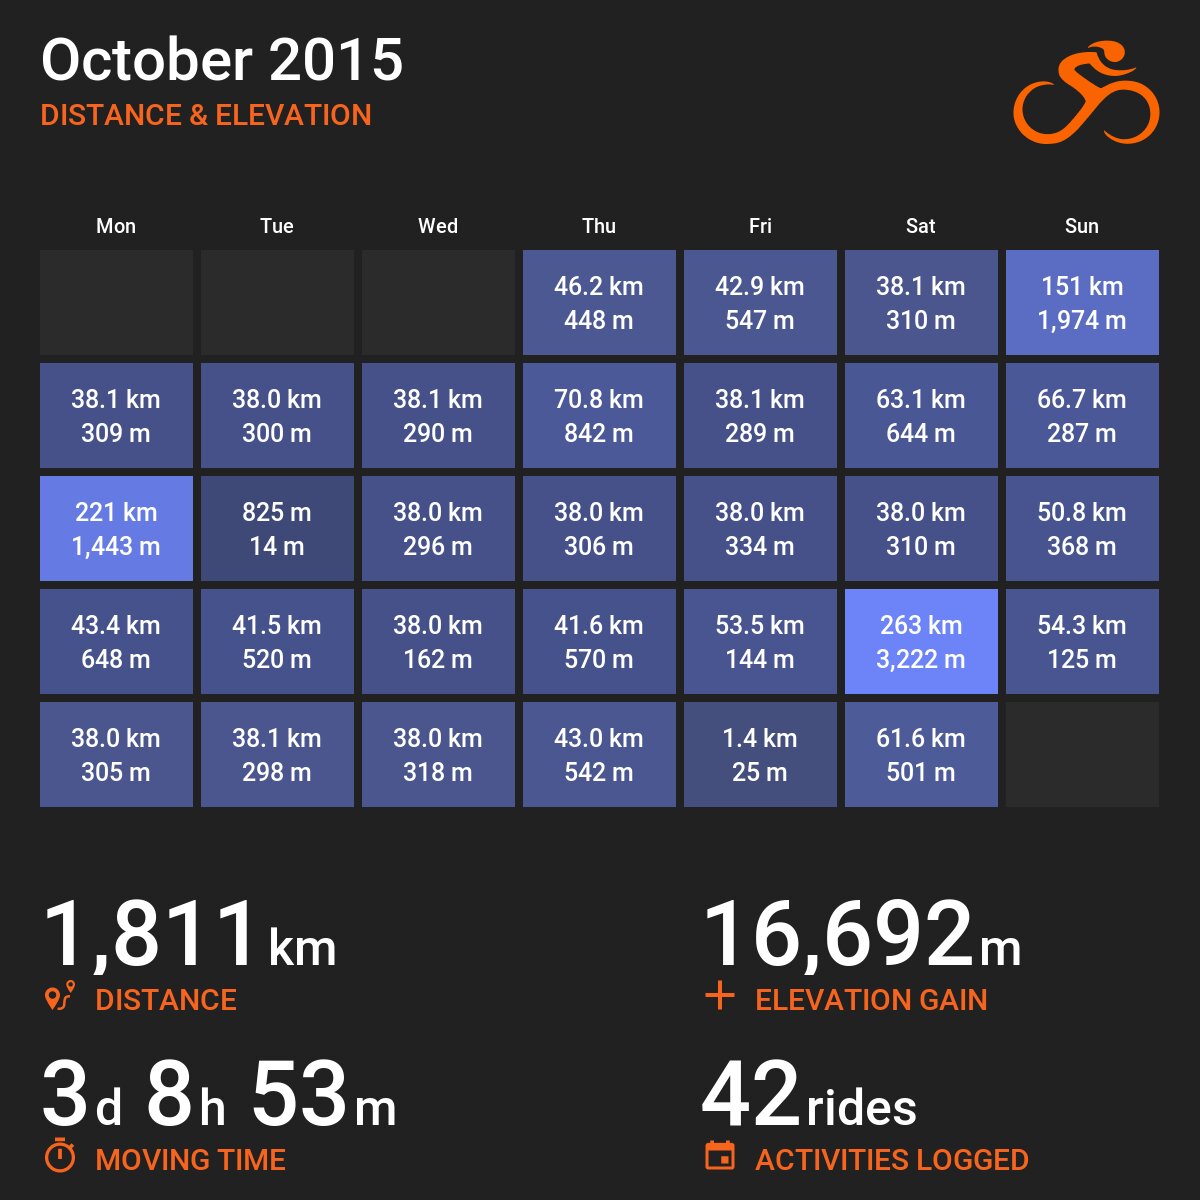 October 2015
DISTANCE & ELEVATION
Mon Tue Wed Thu Fri Sat Sun
46.2 km 42.9 km 38.1 km 151 km
448 m 547 m 310 m 1,974 m
38.1 km 38.0 km 38.1 km 70.8 km 38.1 km 63.1 km 66.7 km
309 m 300 m 290 m 842 m 289 m 644 m 287 m
221 km 825 m 38.0 km 38.0 km 38.0 km 38.0 km 50.8 km
1,443 m 14 m 296 m 306 m 334 m 310 m 368 m
43.4 km 41.5 km 38.0 km 41.6 km 53.5 km 263 km 54.3 km
648 m 520 m 162 m 570 m 144 m 3,222 m 125 m
38.0 km 38.1 km 38.0 km 43.0 km 1.4 km 61.6 km
305 m 298 m 318 m 542 m 25 m 501 m
1,811 km 16,692 m
DISTANCE ELEVATION GAIN
3 d 8 h 53 m 42 rides
MOVING TIME ACTIVITIES LOGGED